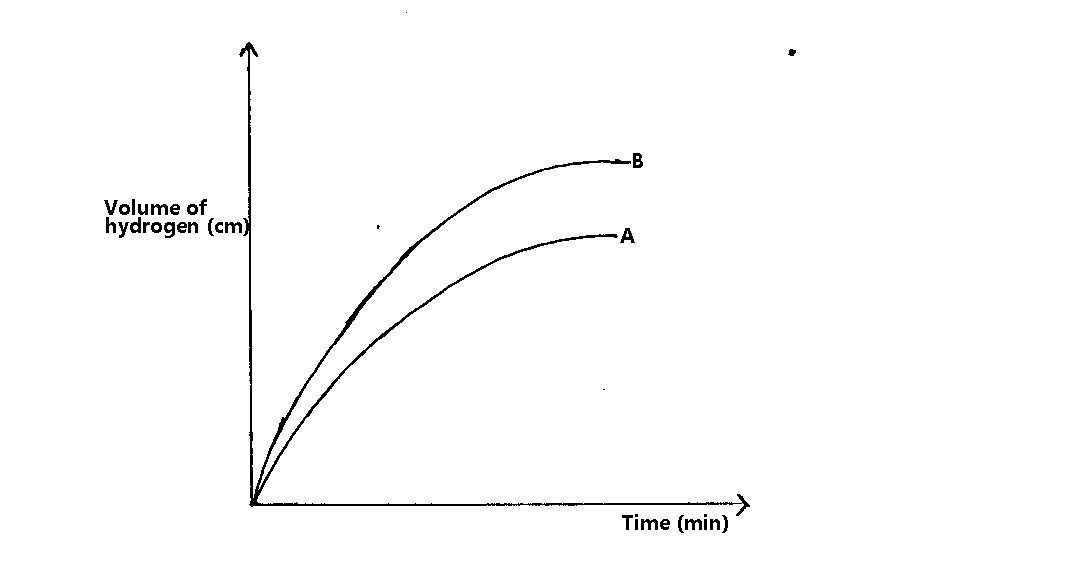 B
Volume of
hydrogen (cm)
A
Time (min)